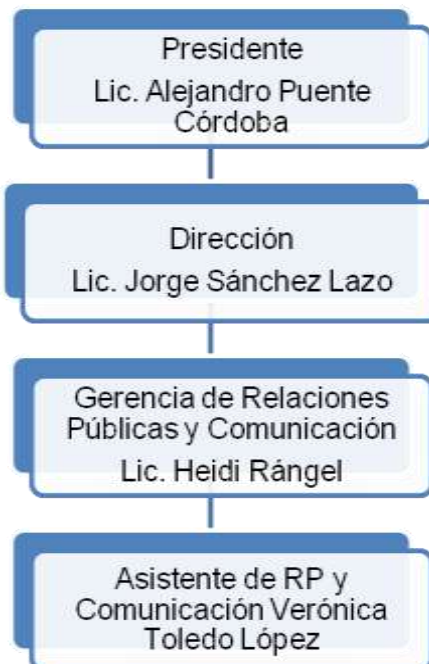 Presidente
Lic. Alejandro Puente
Córdoba
Dirección
Lic. Jorge Sánchez Lazo
Gerencia de Relaciones
Públicas y Comunicación
Lic. Heidi Rángel
Asistente de RP y
Comunicación Verónica
Toledo López